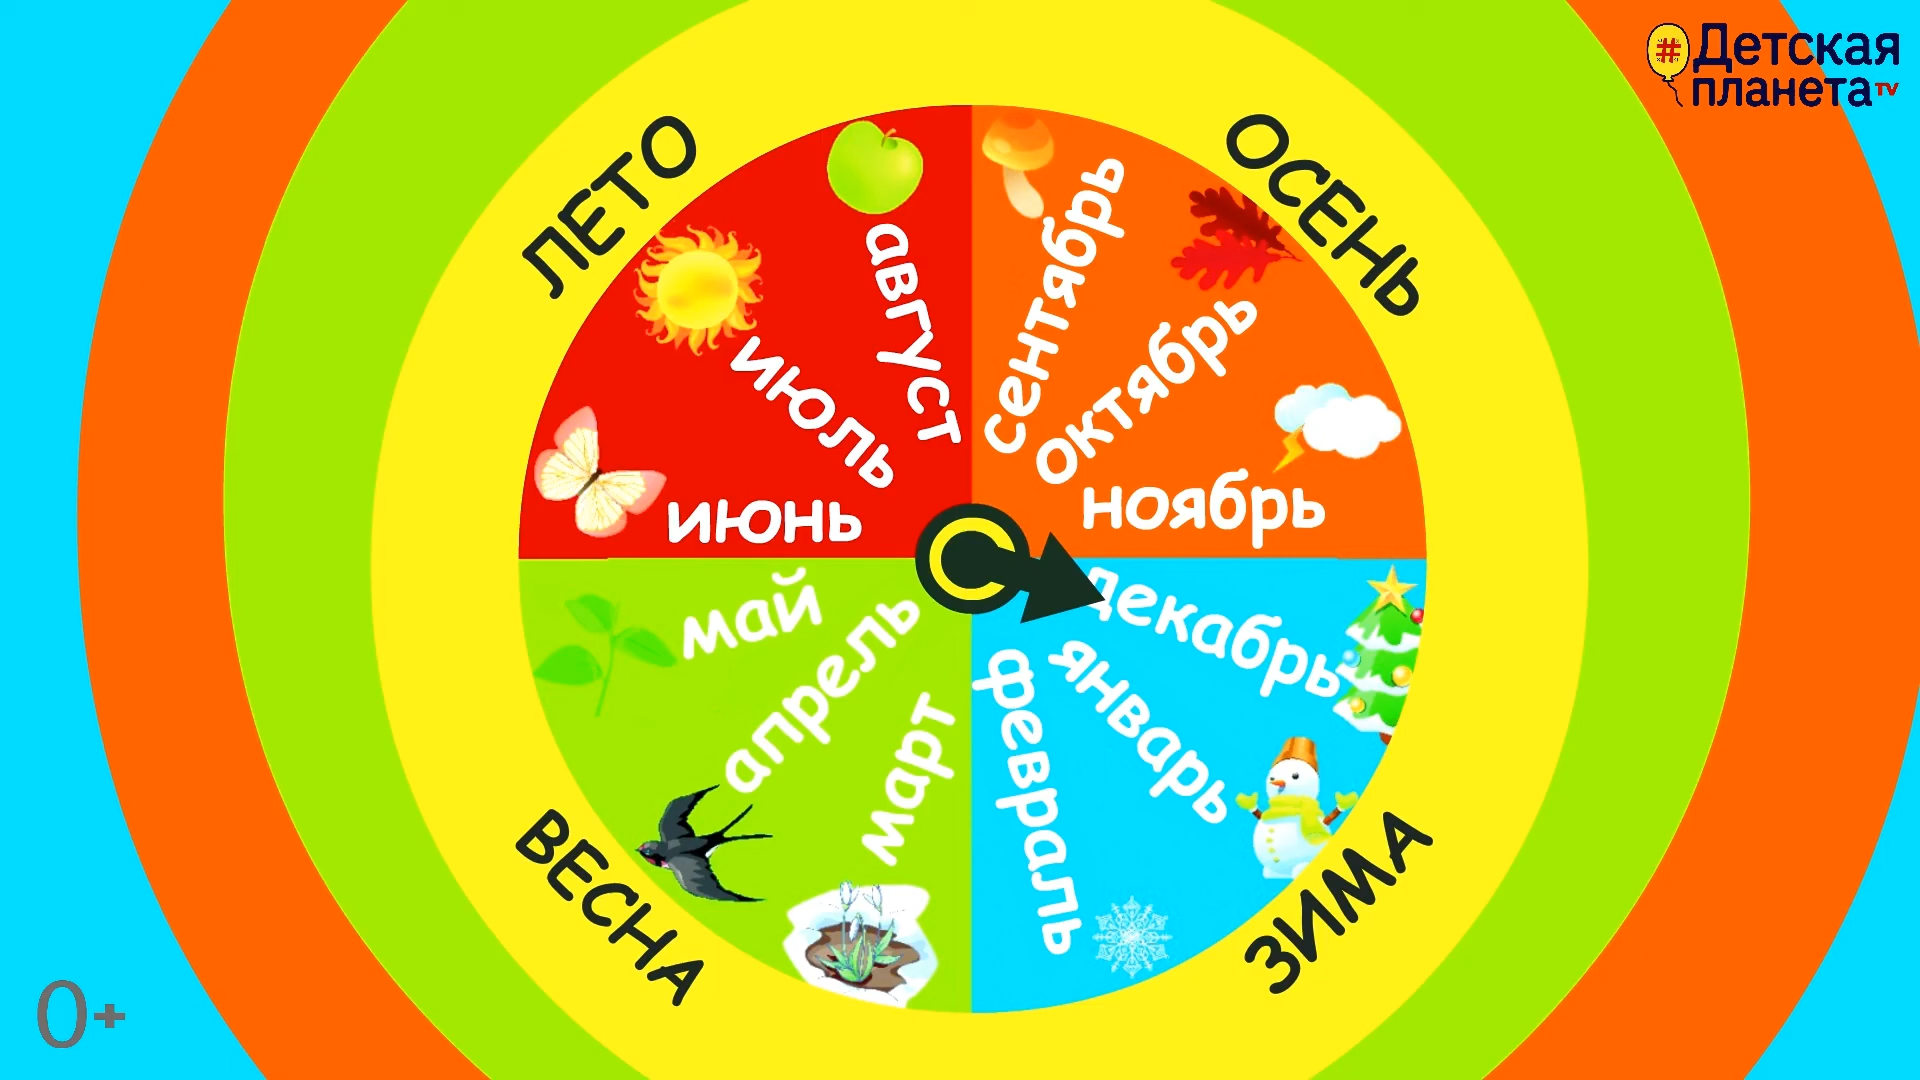 #Детская
планета TV
ЛЕТО
ОСЕНЬ
август
июль
июнь
сентябрь
октябрь
ноябрь
май
апрель
март
декабрь
январь
февраль
ВЕСНА
ЗИМА
0+